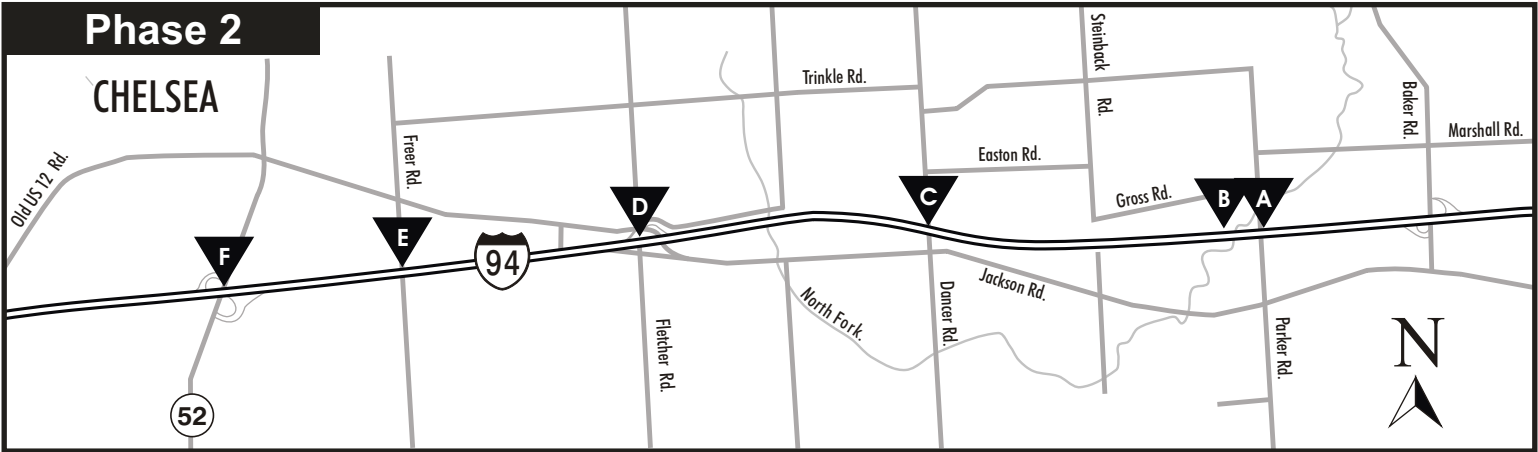 Phase 2
CHELSEA
Old US 12 Rd.
Freer Rd.
Trinkle Rd.
Steinback
Rd.
Baker Rd.
Marshall Rd.
Easton Rd.
Gross Rd.
F
E
D
C
B
A
94
Jackson Rd.
North Fork.
Dancer Rd.
Fletcher Rd.
Parker Rd.
52
N